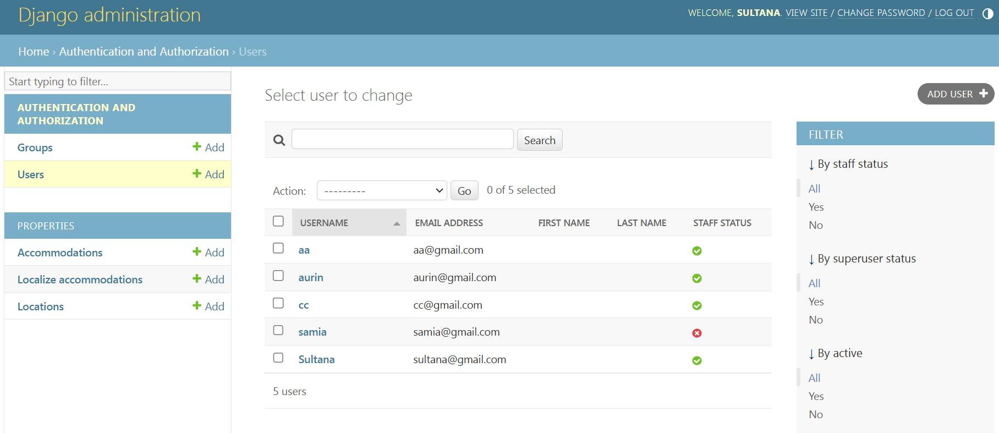 Django administration
WELCOME, SULTANA. VIEW SITE / CHANGE PASSWORD / LOG OUT
Home › Authentication and Authorization › Users
Start typing to filter...
AUTHENTICATION AND
AUTHORIZATION
Groups Add
Users Add
PROPERTIES
Accommodations Add
Localize accommodations Add
Locations Add
Select user to change
ADD USER
Search
Action: --------- Go 0 of 5 selected
USERNAME EMAIL ADDRESS FIRST NAME LAST NAME STAFF STATUS
aa aa@gmail.com
aurin aurin@gmail.com
cc cc@gmail.com
samia samia@gmail.com
Sultana sultana@gmail.com
5 users
FILTER
↓ By staff status
All
Yes
No
↓ By superuser status
All
Yes
No
↓ By active
All
Yes
No